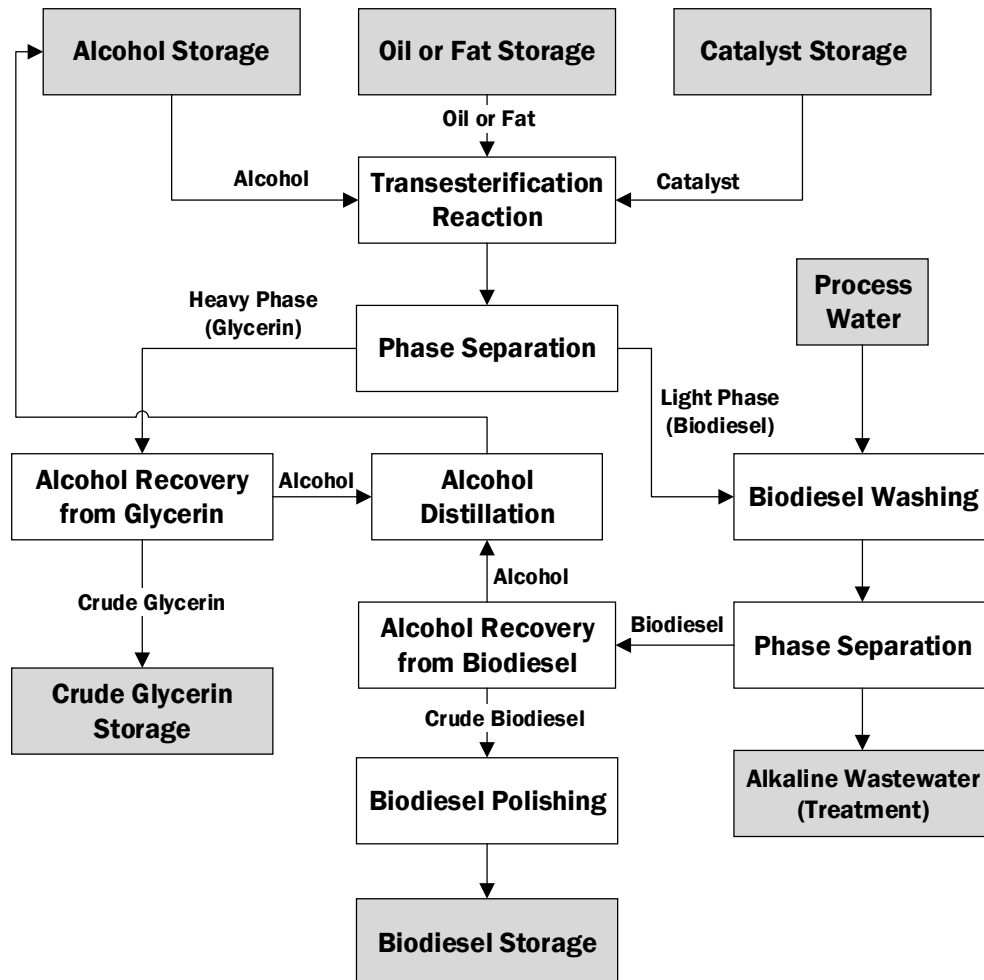 Alcohol Storage
Oil or Fat Storage
Catalyst Storage
Oil or Fat
Alcohol
Transesterification
Reaction
Catalyst
Heavy Phase
(Glycerin)
Phase Separation
Process
Water
Light Phase
(Biodiesel)
Alcohol Recovery
from Glycerin
Alcohol
Alcohol
Distillation
Biodiesel Washing
Alcohol
Crude Glycerin
Alcohol Recovery
from Biodiesel
Biodiesel
Phase Separation
Crude Glycerin
Storage
Crude Biodiesel
Biodiesel Polishing
Alkaline Wastewater
(Treatment)
Biodiesel Storage